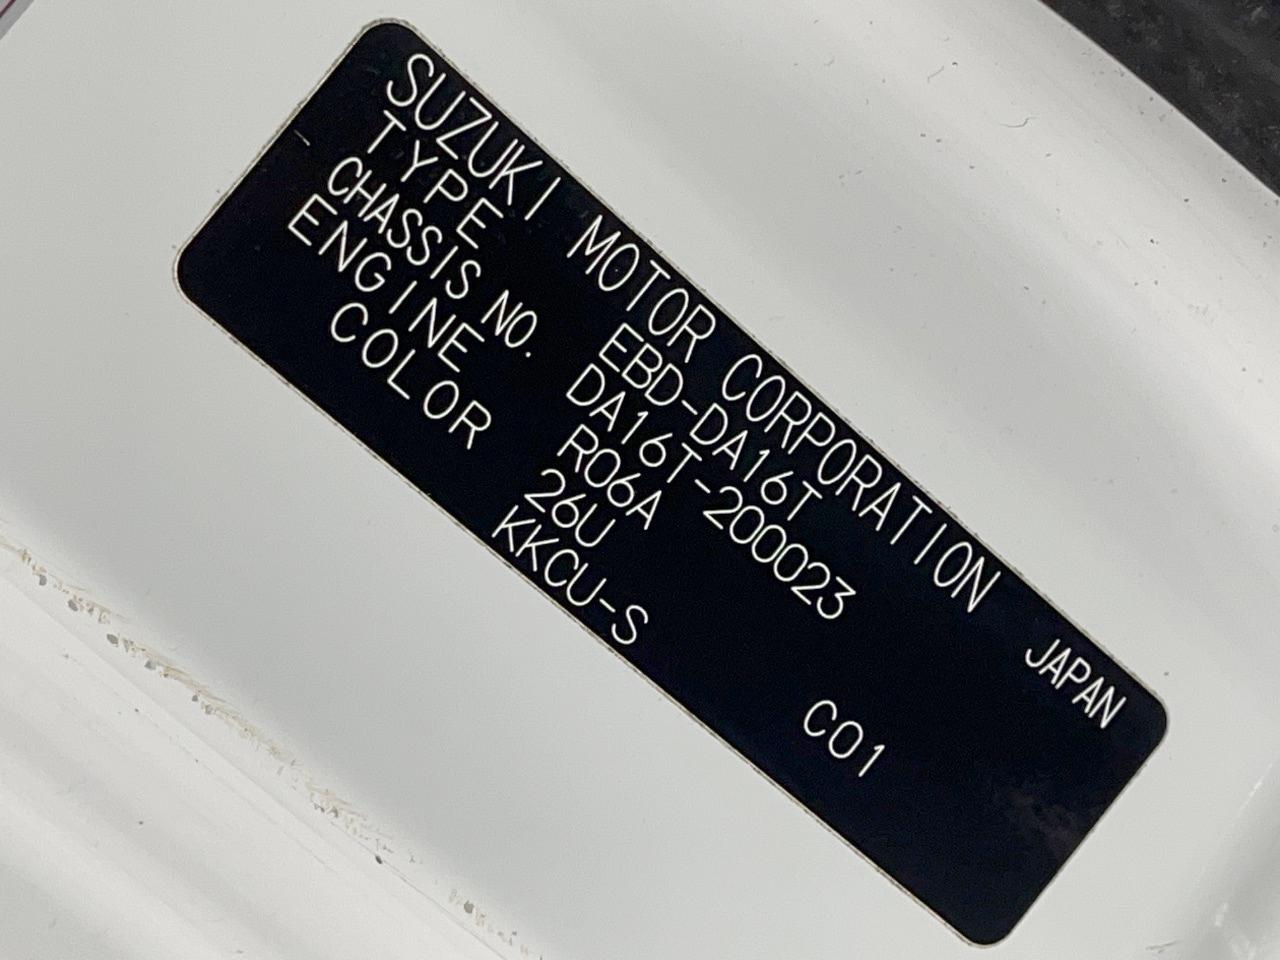 SUZUKI MOTOR CORPORATION JAPAN
TYPE EBD-DA16T
CHASSIS NO. DA16T-200023
ENGINE R06A
COLOR 26U
KKCU-S C01